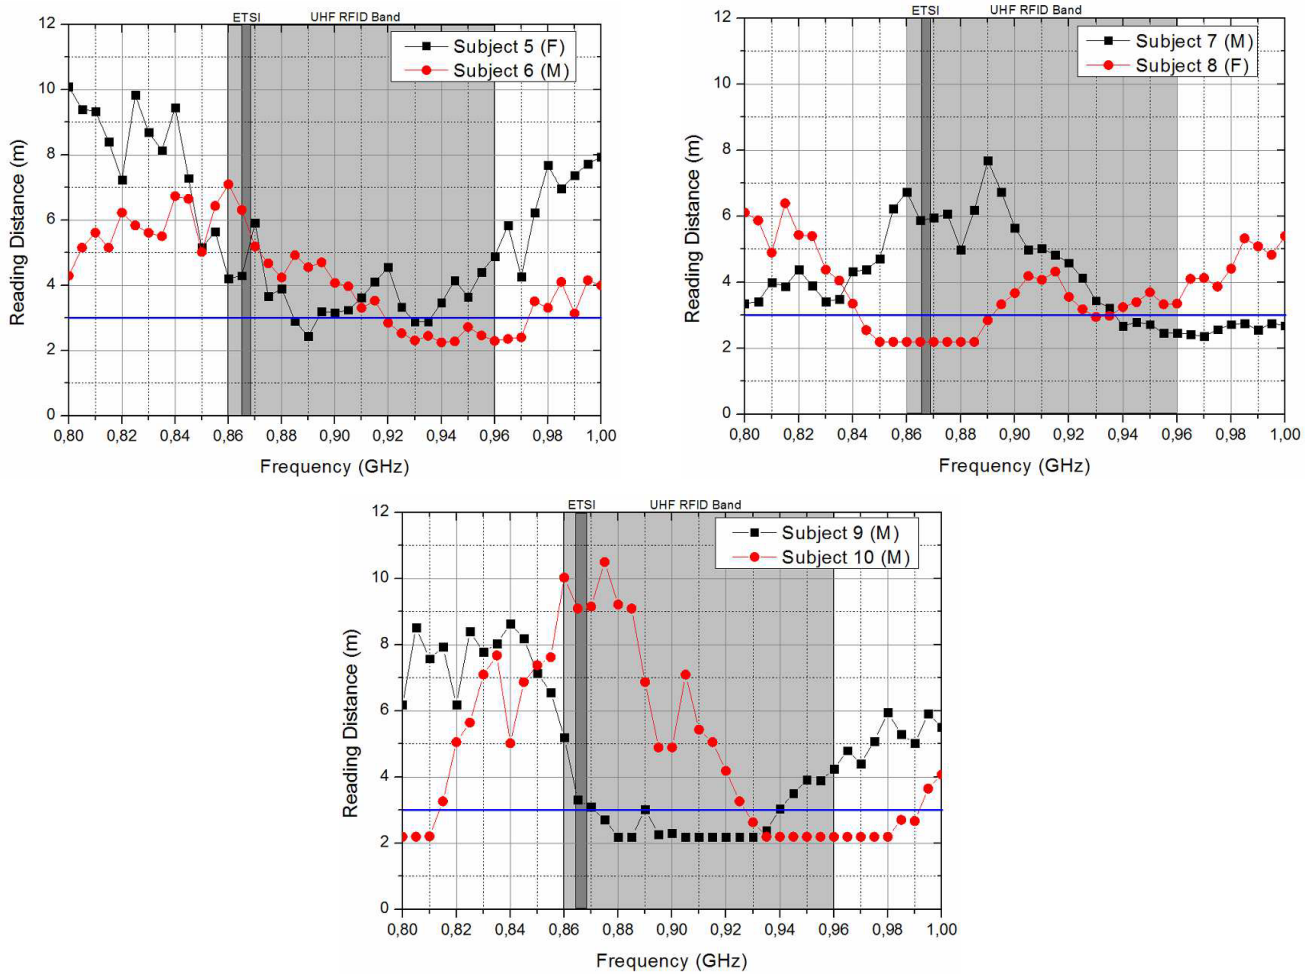 ETSI UHF RFID Band
Subject 5 (F)
Subject 6 (M)
12
10
8
6
4
2
0
Reading Distance (m)
0,80 0,82 0,84 0,86 0,88 0,90 0,92 0,94 0,96 0,98 1,00
Frequency (GHz)
ETSI UHF RFID Band
Subject 7 (M)
Subject 8 (F)
12
10
8
6
4
2
0
Reading Distance (m)
0,80 0,82 0,84 0,86 0,88 0,90 0,92 0,94 0,96 0,98 1,00
Frequency (GHz)
ETSI UHF RFID Band
Subject 9 (M)
Subject 10 (M)
12
10
8
6
4
2
0
Reading Distance (m)
0,80 0,82 0,84 0,86 0,88 0,90 0,92 0,94 0,96 0,98 1,00
Frequency (GHz)